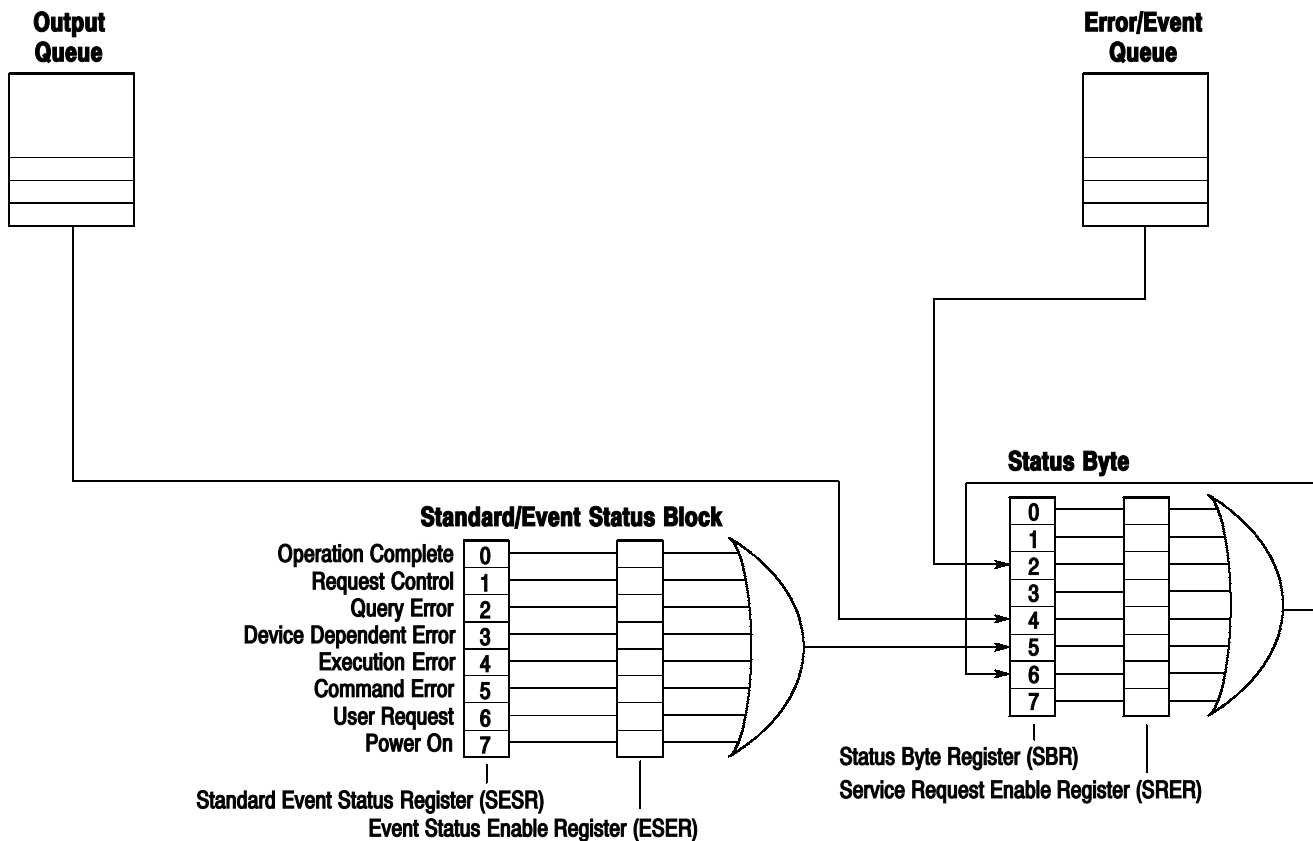 Output
Queue
Error/Event
Queue
Status Byte
0
1
2
3
4
5
6
7
Standard/Event Status Block
Operation Complete 0
Request Control 1
Query Error 2
Device Dependent Error 3
Execution Error 4
Command Error 5
User Request 6
Power On 7
Status Byte Register (SBR)
Service Request Enable Register (SRER)
Standard Event Status Register (SESR)
Event Status Enable Register (ESER)